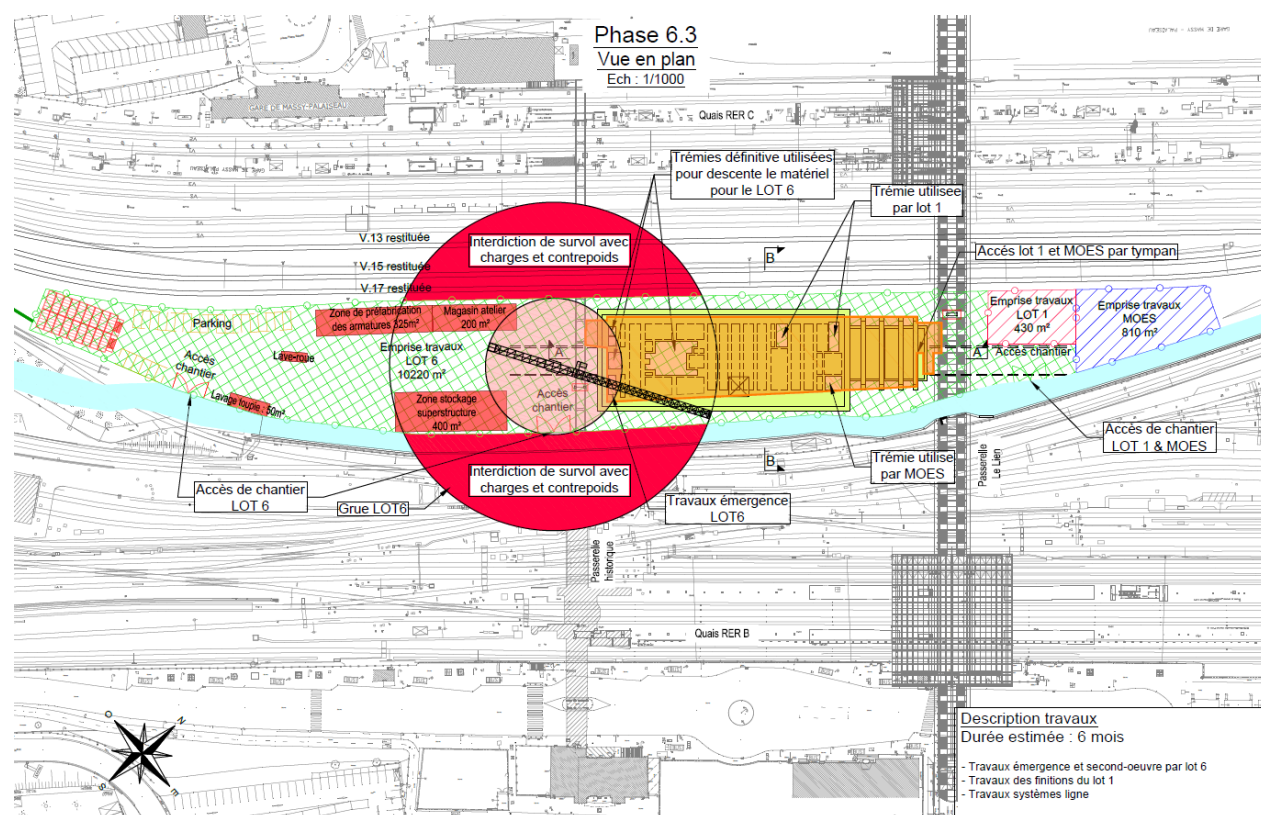 Phase 6.3
Vue en plan
Ech : 1/1000
GARE DE MASSY - PALAISEAU
GARE DE MASSY-PALAISEAU
Quais RER C
Trémies définitive utilisées
pour descente le matériel
pour le LOT 6
Trémie utilisée
par lot 1
V.13 restituée
V.15 restituée
V.17 restituée
Interdiction de survol avec
charges et contrepoids
B
Accés lot 1 et MOES par tympan
Parking
Zone de préfabrication
des armatures 325m²
Magasin atelier
200 m²
Emprise travaux
LOT 1
430 m²
Emprise travaux
MOES
810 m²
Accès
chantier
Lave-roue
Emprise travaux
LOT 6
10220 m²
A
A
Accès chantier
Lavage toupie : 50m²
Zone stockage
superstructure
400 m²
Accès
chantier
Accès de chantier
LOT 1 & MOES
Passerelle
Le Lien
B
Interdiction de survol avec
charges et contrepoids
Trémie utilise
par MOES
Accès de chantier
LOT 6
Grue LOT6
Travaux émergence
LOT6
Passerelle
historique
Quais RER B
N
O
E
S
Description travaux
Durée estimée : 6 mois
- Travaux émergence et second-oeuvre par lot 6
- Travaux des finitions du lot 1
- Travaux systèmes ligne